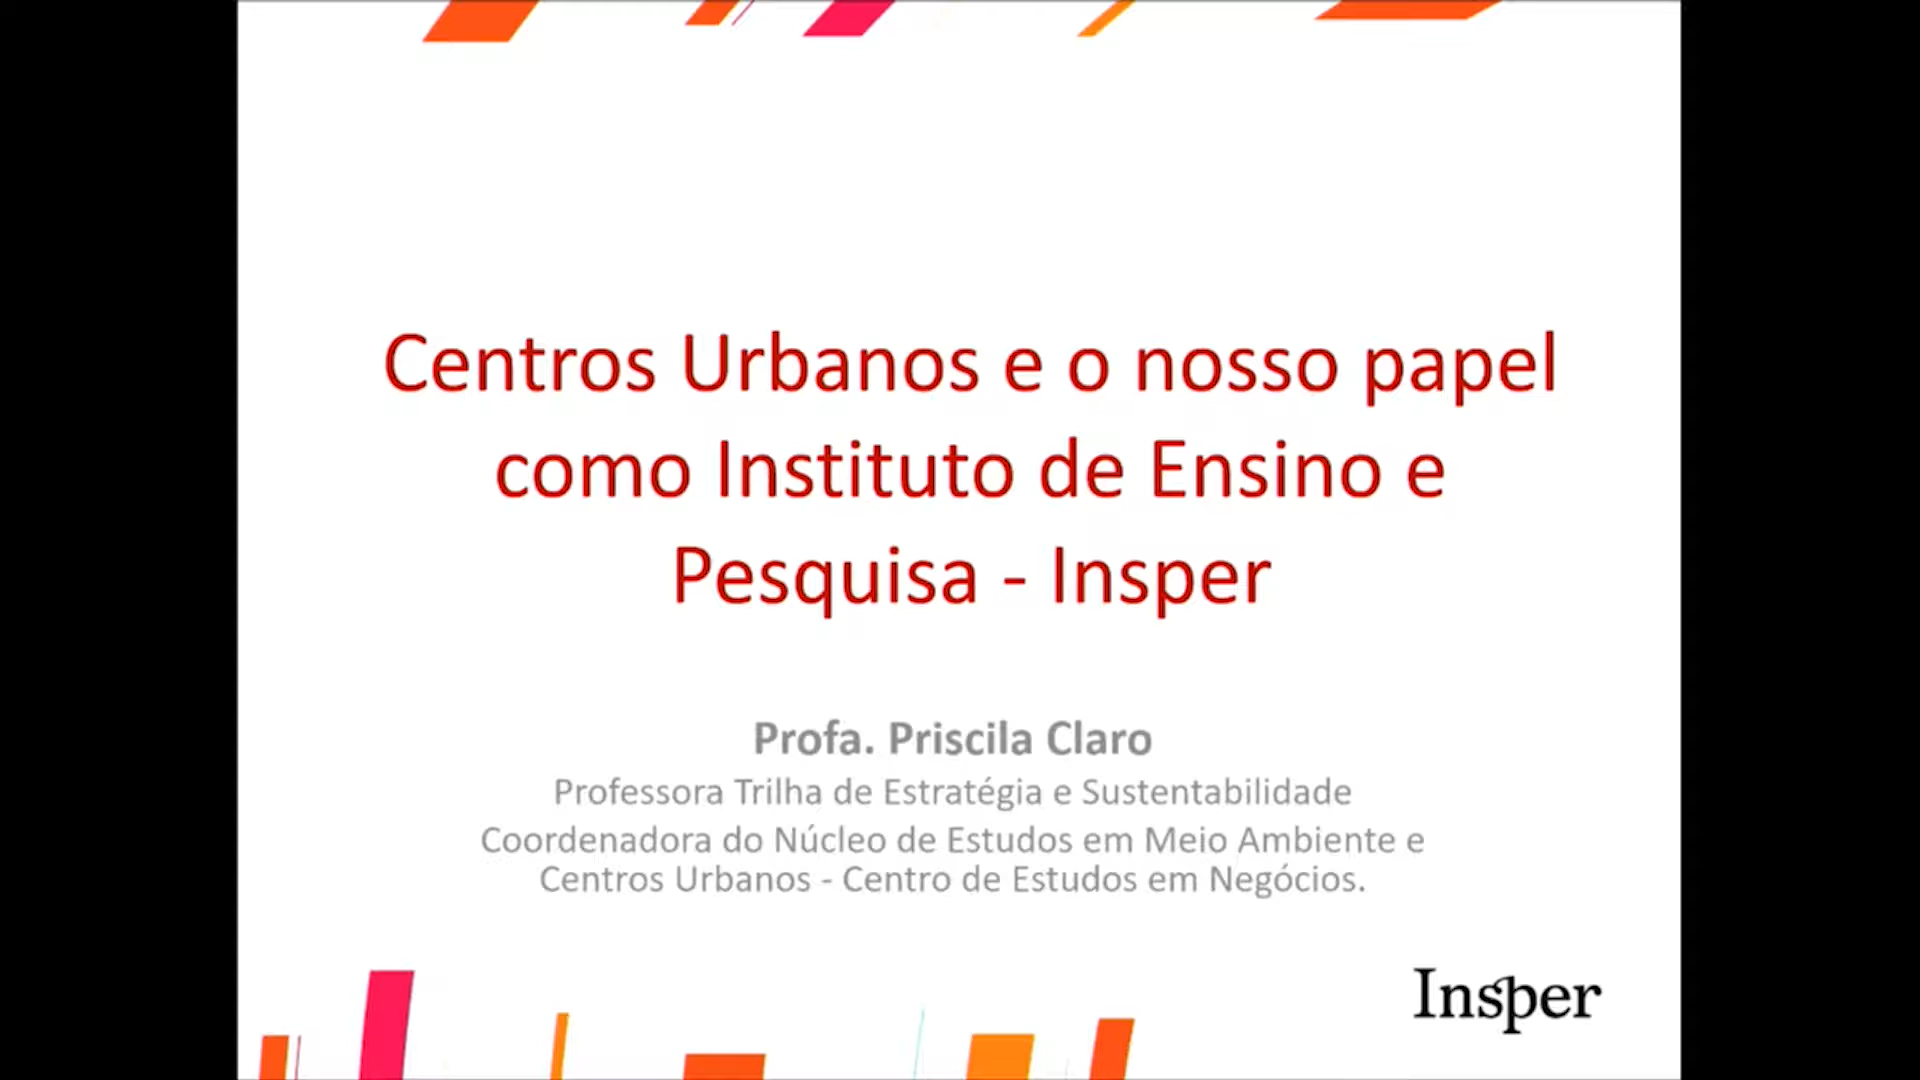 Centros Urbanos e o nosso papel
como Instituto de Ensino e
Pesquisa - Insper
Profa. Priscila Claro
Professora Trilha de Estratégia e Sustentabilidade
Coordenadora do Núcleo de Estudos em Meio Ambiente e
Centros Urbanos - Centro de Estudos em Negócios.
Insper